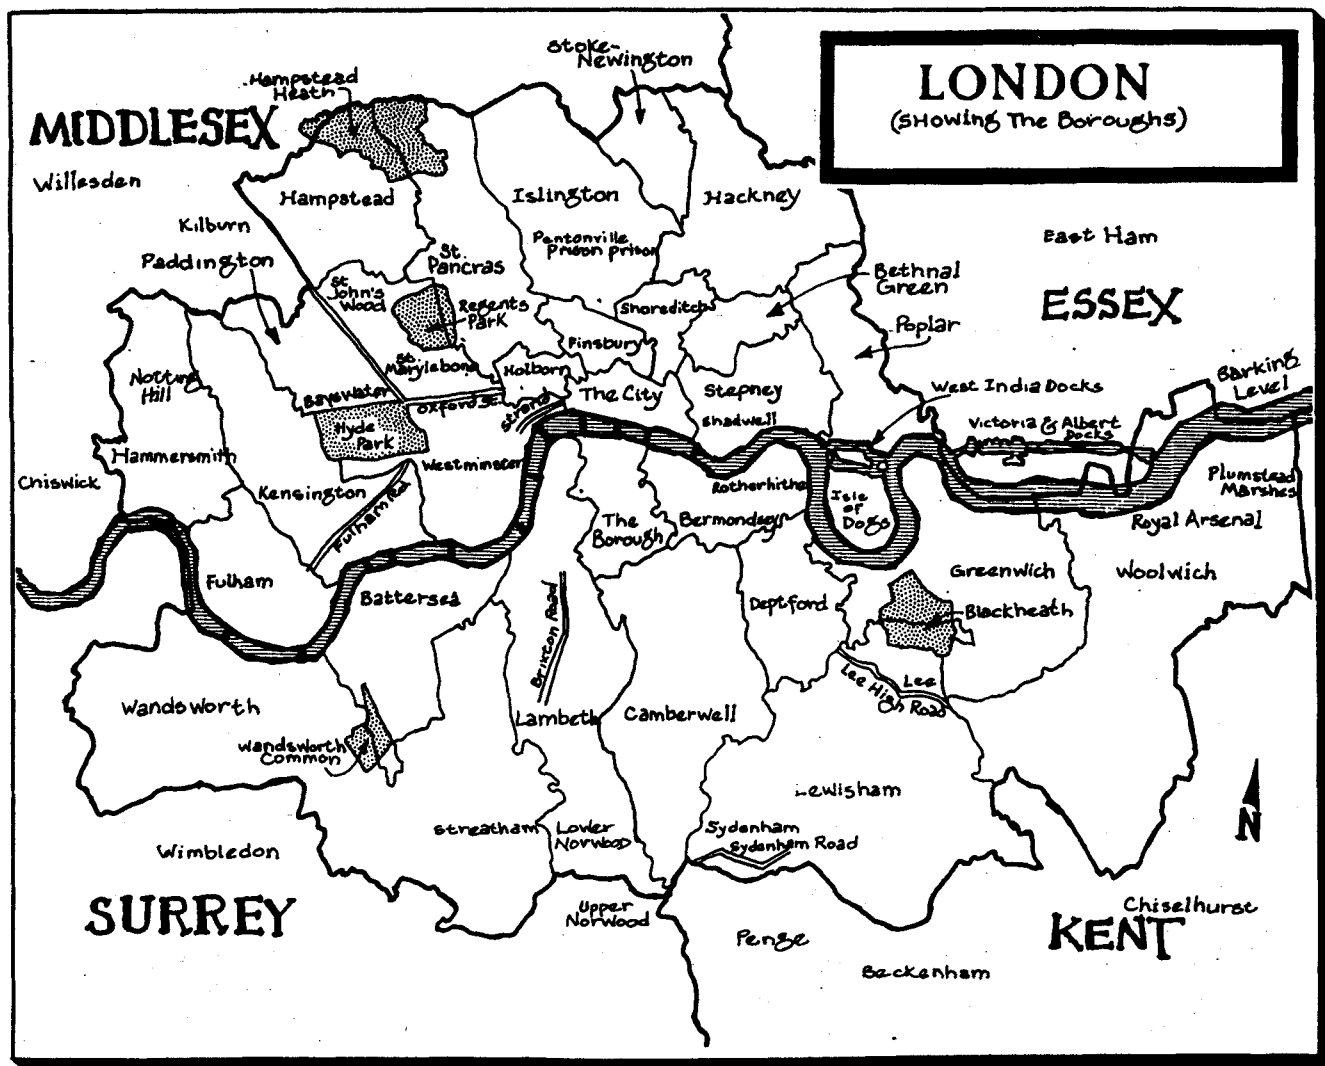 LONDON
(SHowing The Boroughs)
Stoke-
Newington
Hampstead
Heath
MIDDLESEX
Willesden
Hampstead
Islington
Hackney
Kilburn
Pentonville
Prison prison
East Ham
Paddington
St.
Pancras
Bethnal
Green
ESSEX
St
John's
Wood
Regents
Park
Shoreditch
Poplar
Finsbury
Notting
Hill
St.
Marylebone
Holborn
Barking
Level
Bayswater
Oxford St
Strand
The City
Stepney
West India Docks
Shadwell
Victoria & Albert
Docks
Hyde
Park
Hammersmith
Westminster
Chiswick
Kensington
Fulham Rd
Rotherhithe
Isle
of
Dogs
Plumstead
Marshes
The
Borough
Bermondsey
Royal Arsenal
Fulham
Battersea
Brixton Road
Deptford
Greenwich
Woolwich
Blackheath
Lee
Lee High Road
Wandsworth
Lambeth
Camberwell
Wandsworth
Common
Lewisham
Streatham
Lower
Norwood
Sydenham
Sydenham Road
N
Wimbledon
SURREY
Upper
Norwood
Penge
Chiselhurst
KENT
Beckenham